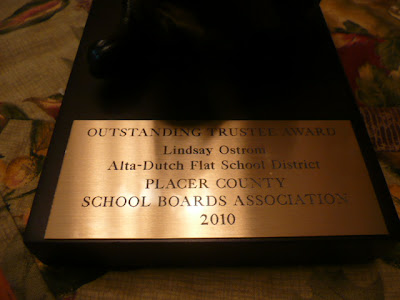 OUTSTANDING TRUSTEE AWARD
Lindsay Ostrom
Alta-Dutch Flat School District
PLACER COUNTY
SCHOOL BOARDS ASSOCIATION
2010